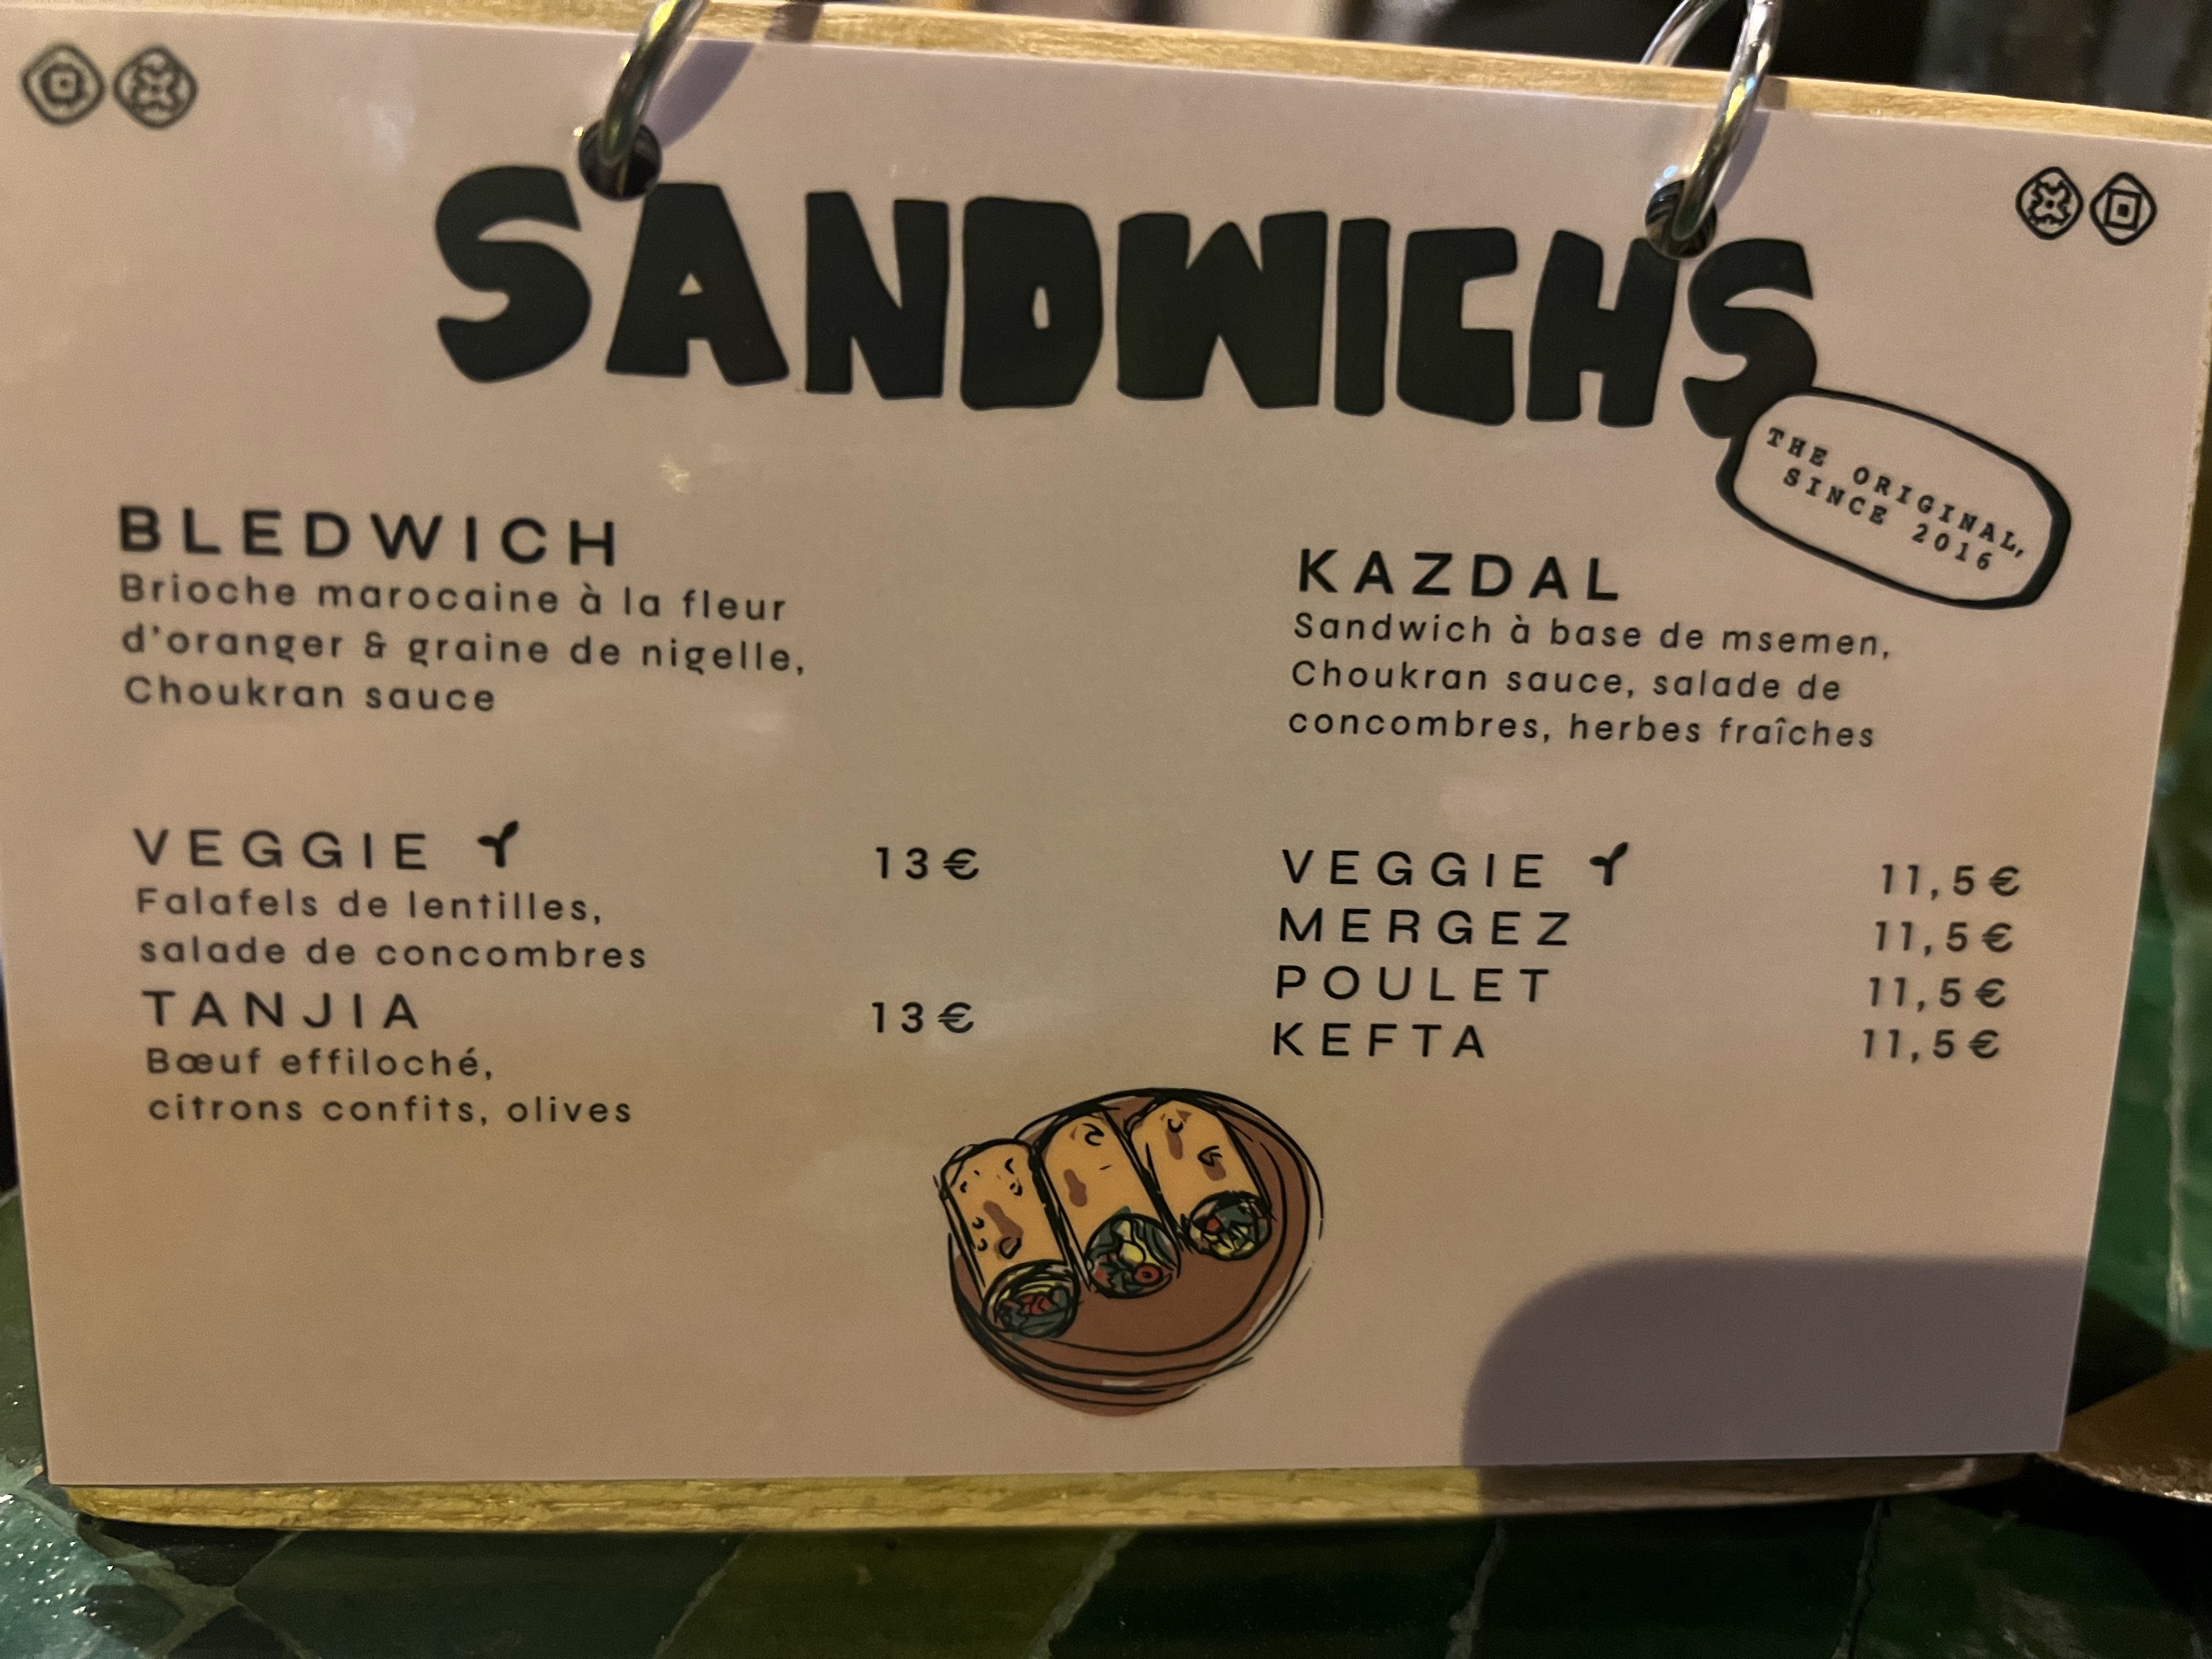 SANDWICHS
THE ORIGINAL,
SINCE 2016
BLEDWICH
Brioche marocaine à la fleur
d'oranger & graine de nigelle,
Choukran sauce
VEGGIE 13€
Falafels de lentilles,
salade de concombres
TANJIA 13€
Bœuf effiloché,
citrons confits, olives
KAZDAL
Sandwich à base de msemen,
Choukran sauce, salade de
concombres, herbes fraîches
VEGGIE 11,5€
MERGEZ 11,5€
POULET 11,5€
KEFTA 11,5€